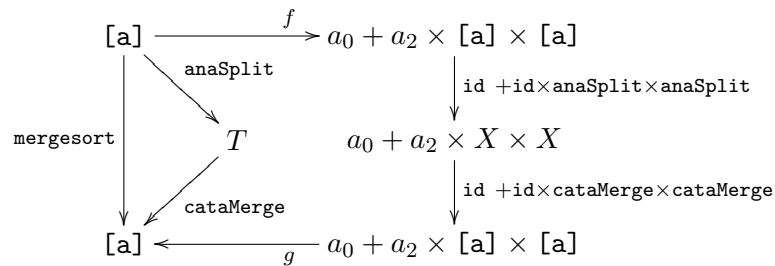 [a] f a₀ + a₂ × [a] × [a]
anaSplit id +id×anaSplit×anaSplit
mergesort T a₀ + a₂ × X × X
cataMerge id +id×cataMerge×cataMerge
[a] g a₀ + a₂ × [a] × [a]